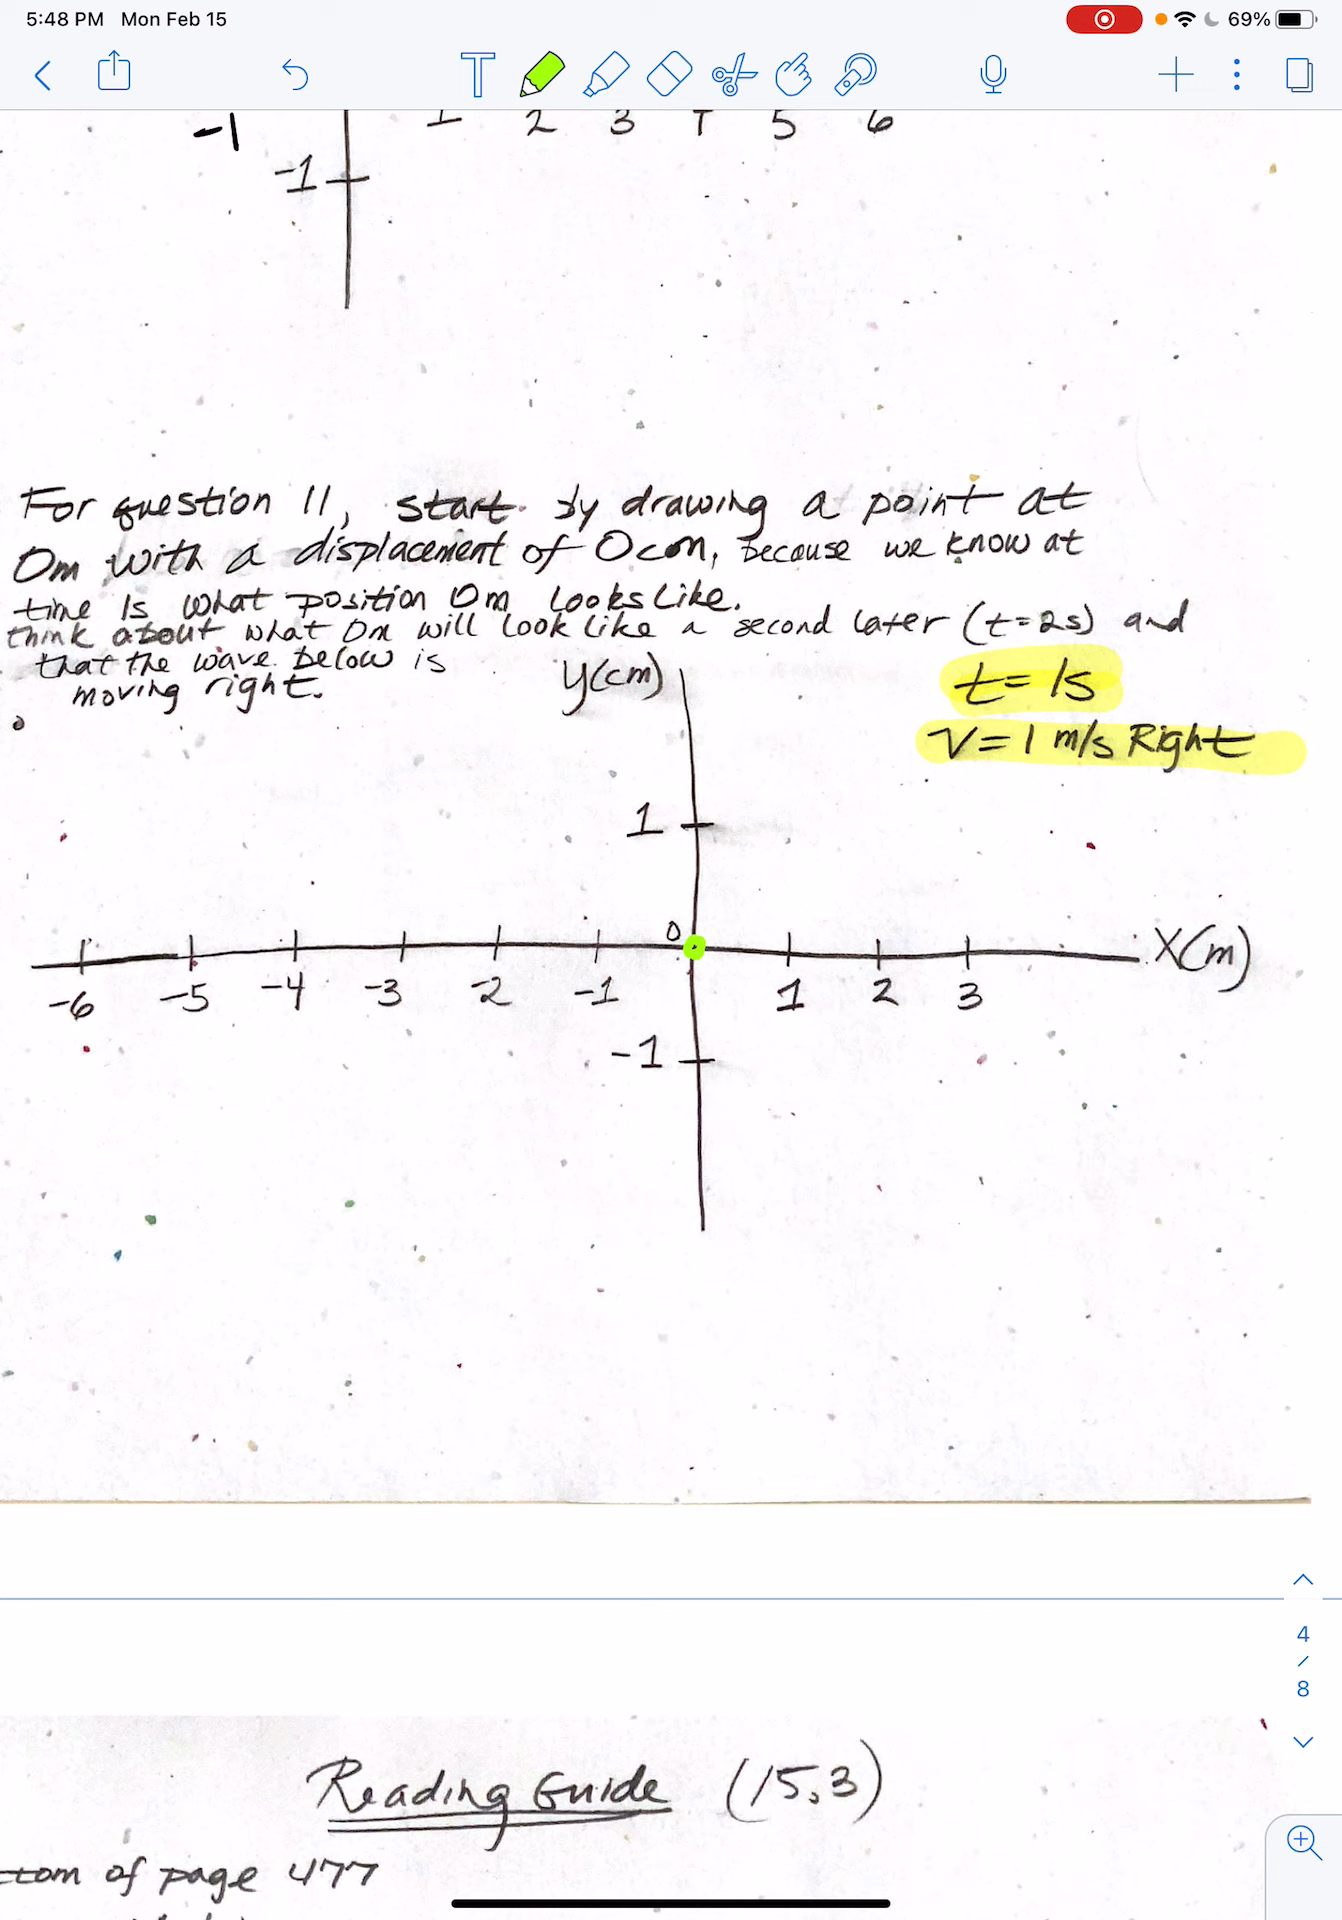 5:48 PM Mon Feb 15
69%
T
-1
1 2 3 T 5 6
-1
For question 11, start by drawing a point at
0m with a displacement of 0cm, because we know at
time 1s what position 0m looks like.
think about what 0m will look like a second later (t=2s) and
that the wave below is
moving right.
y(cm)
t= 1s
v=1 m/s Right
1
0
X(m)
-6 -5 -4 -3 -2 -1 1 2 3
-1
4
/
8
Reading Guide (15.3)
of page 477